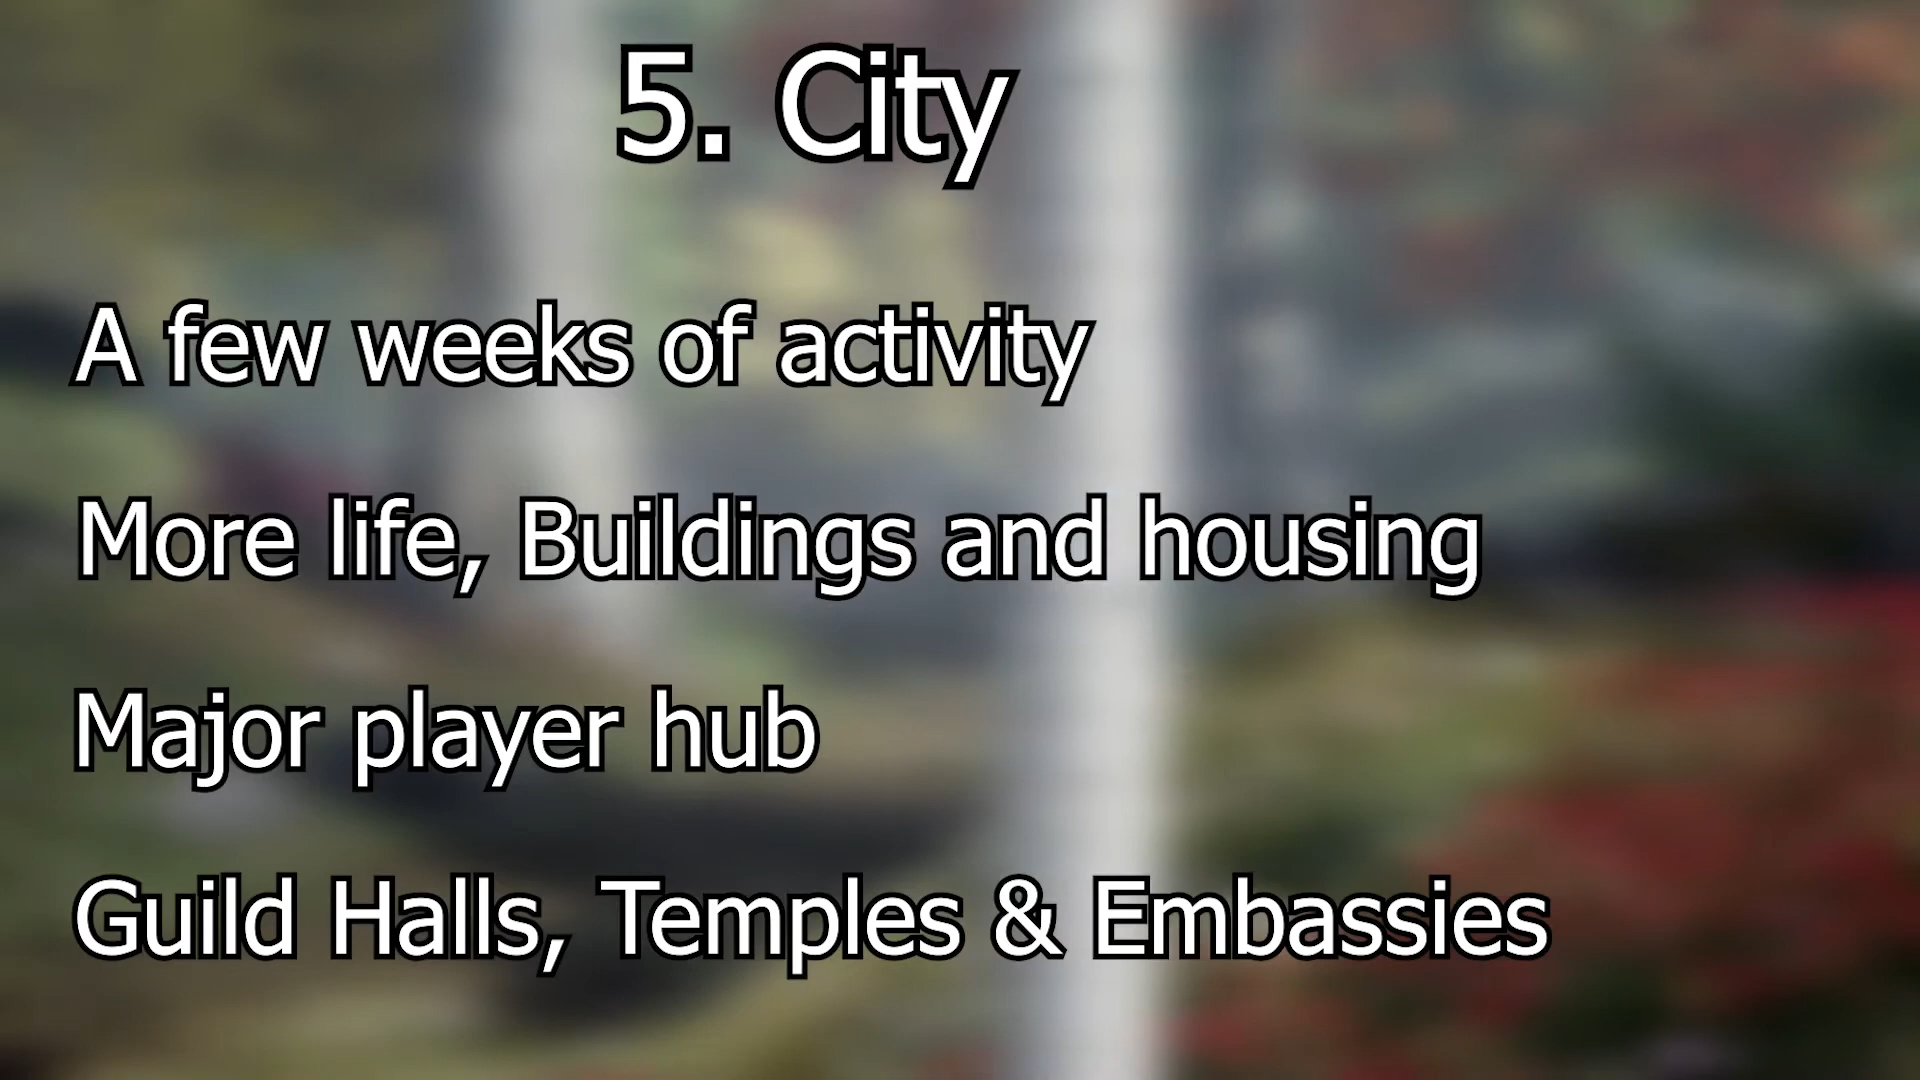 5. City
A few weeks of activity
More life, Buildings and housing
Major player hub
Guild Halls, Temples & Embassies